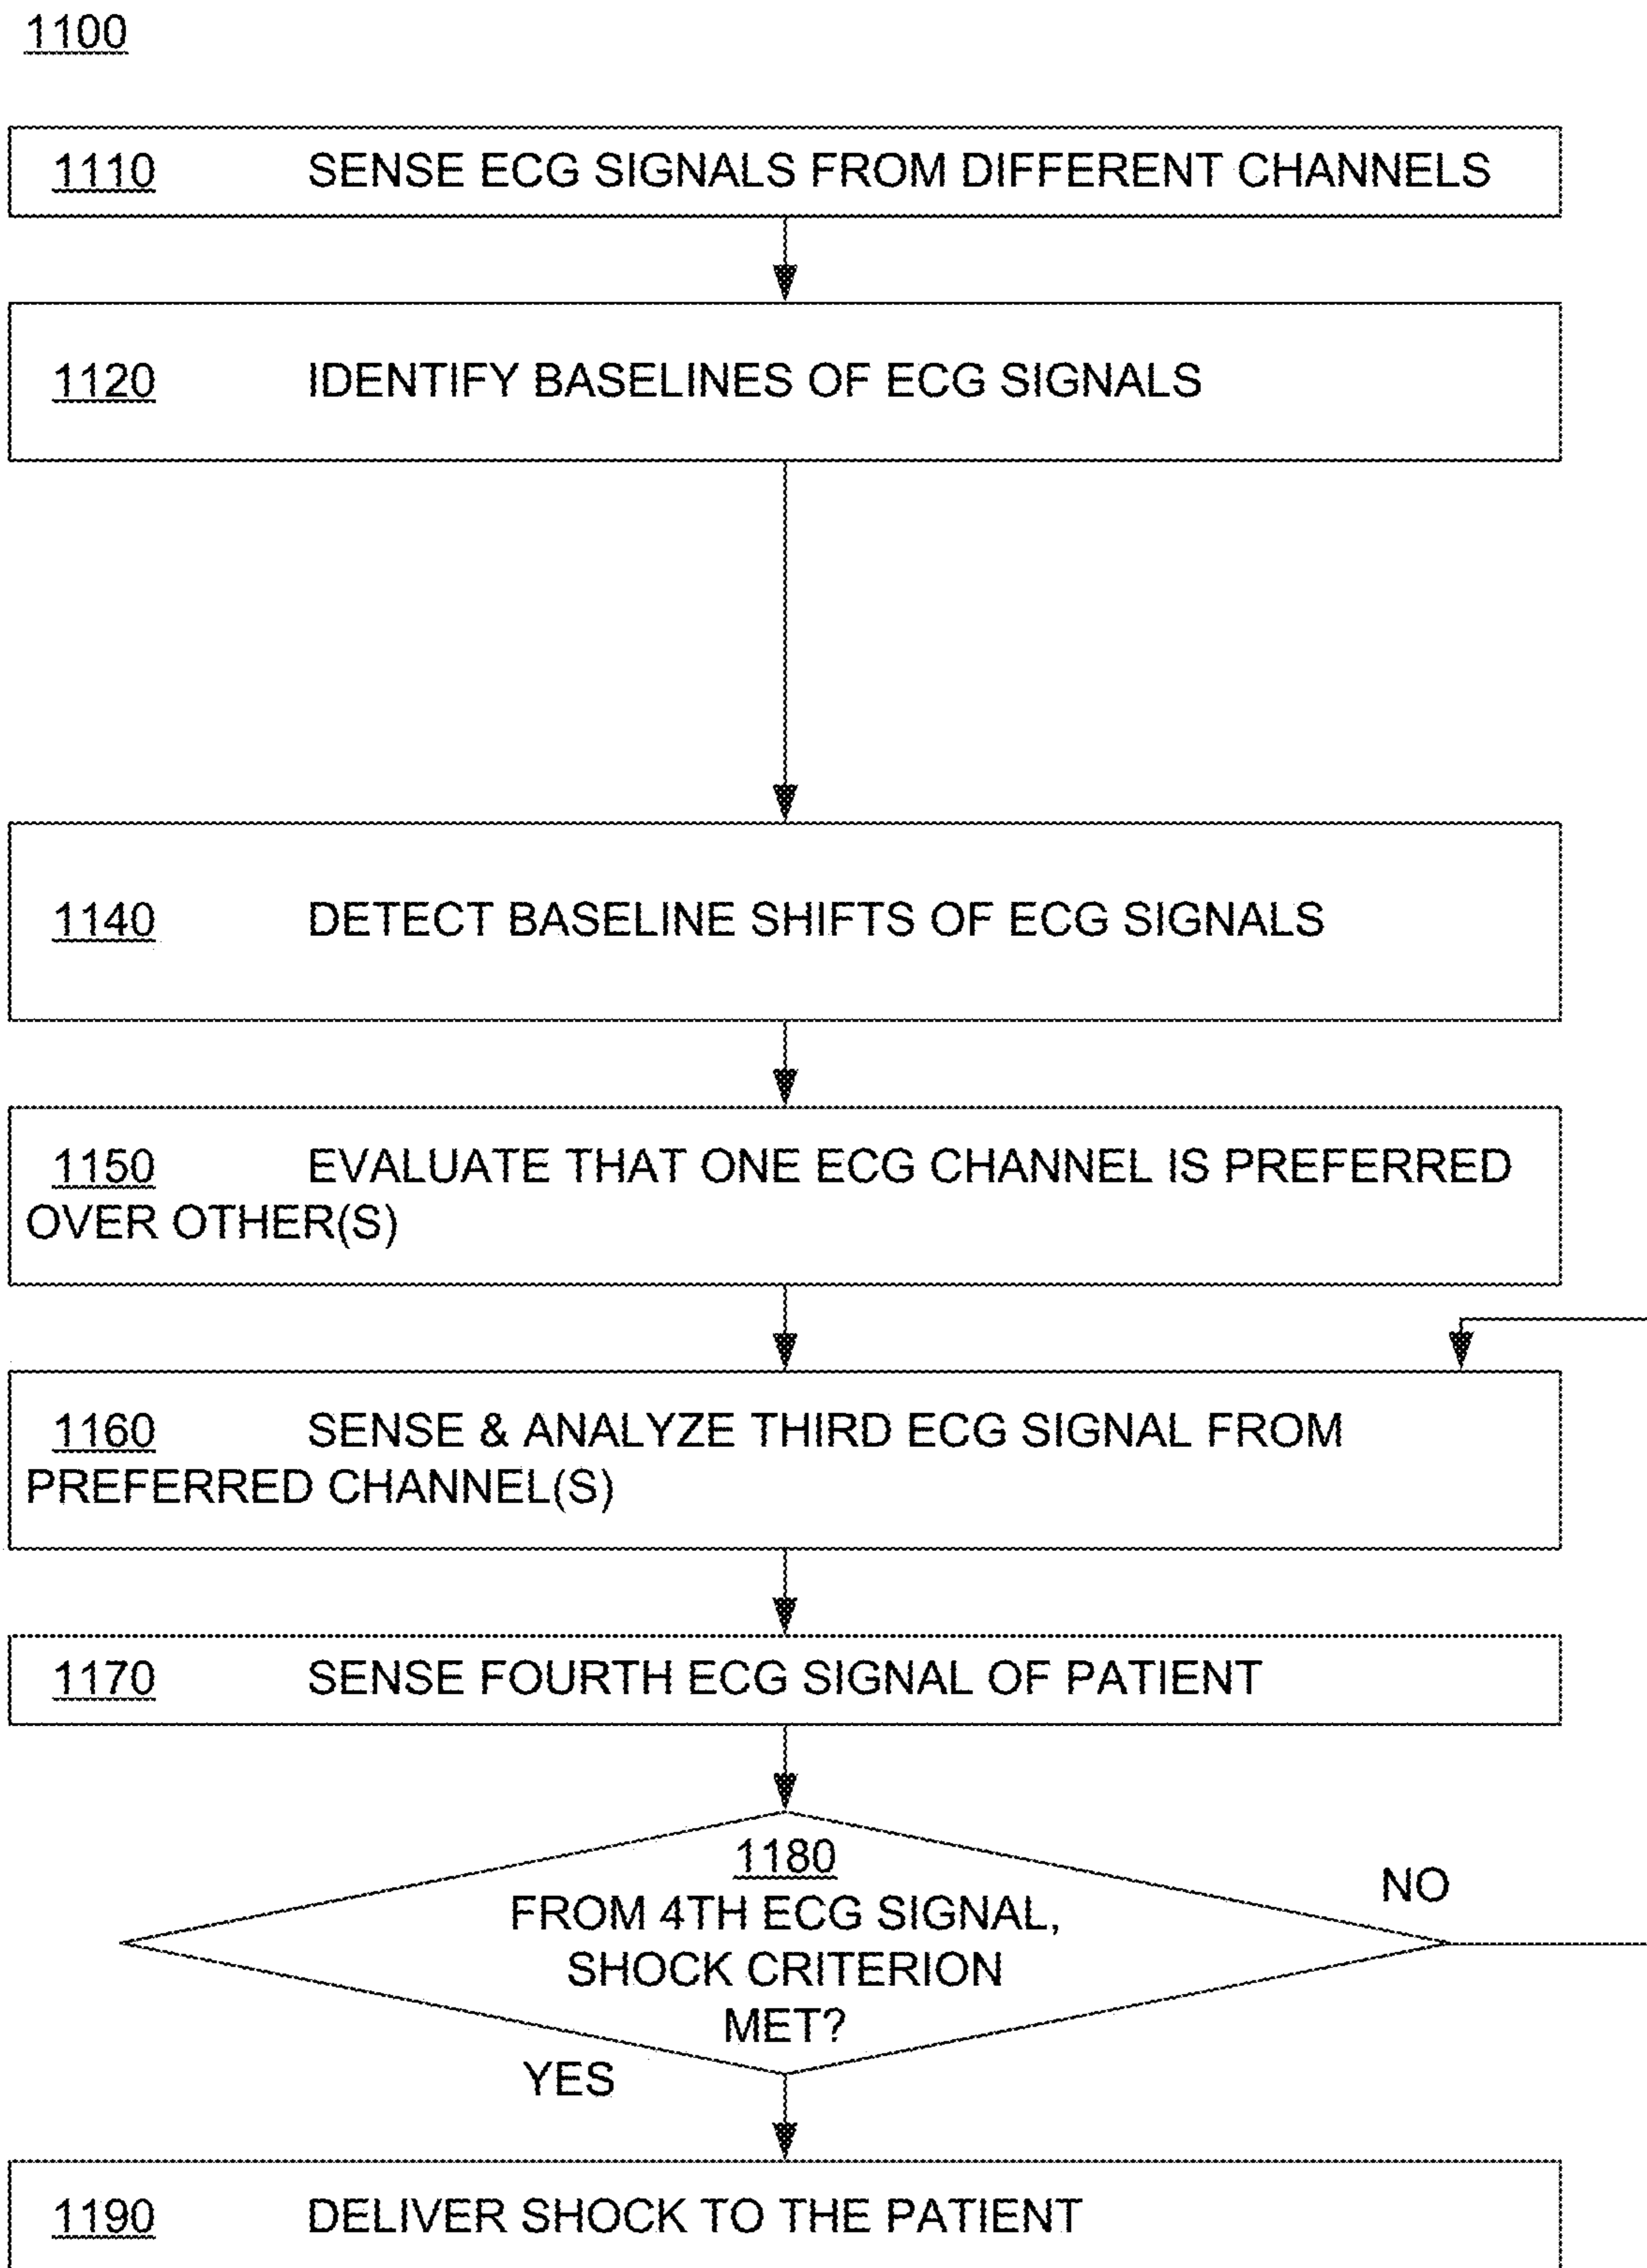 1100
1110 SENSE ECG SIGNALS FROM DIFFERENT CHANNELS
1120 IDENTIFY BASELINES OF ECG SIGNALS
1140 DETECT BASELINE SHIFTS OF ECG SIGNALS
1150 EVALUATE THAT ONE ECG CHANNEL IS PREFERRED
OVER OTHER(S)
1160 SENSE & ANALYZE THIRD ECG SIGNAL FROM
PREFERRED CHANNEL(S)
1170 SENSE FOURTH ECG SIGNAL OF PATIENT
1180
NO
FROM 4TH ECG SIGNAL,
SHOCK CRITERION
MET?
YES
1190 DELIVER SHOCK TO THE PATIENT